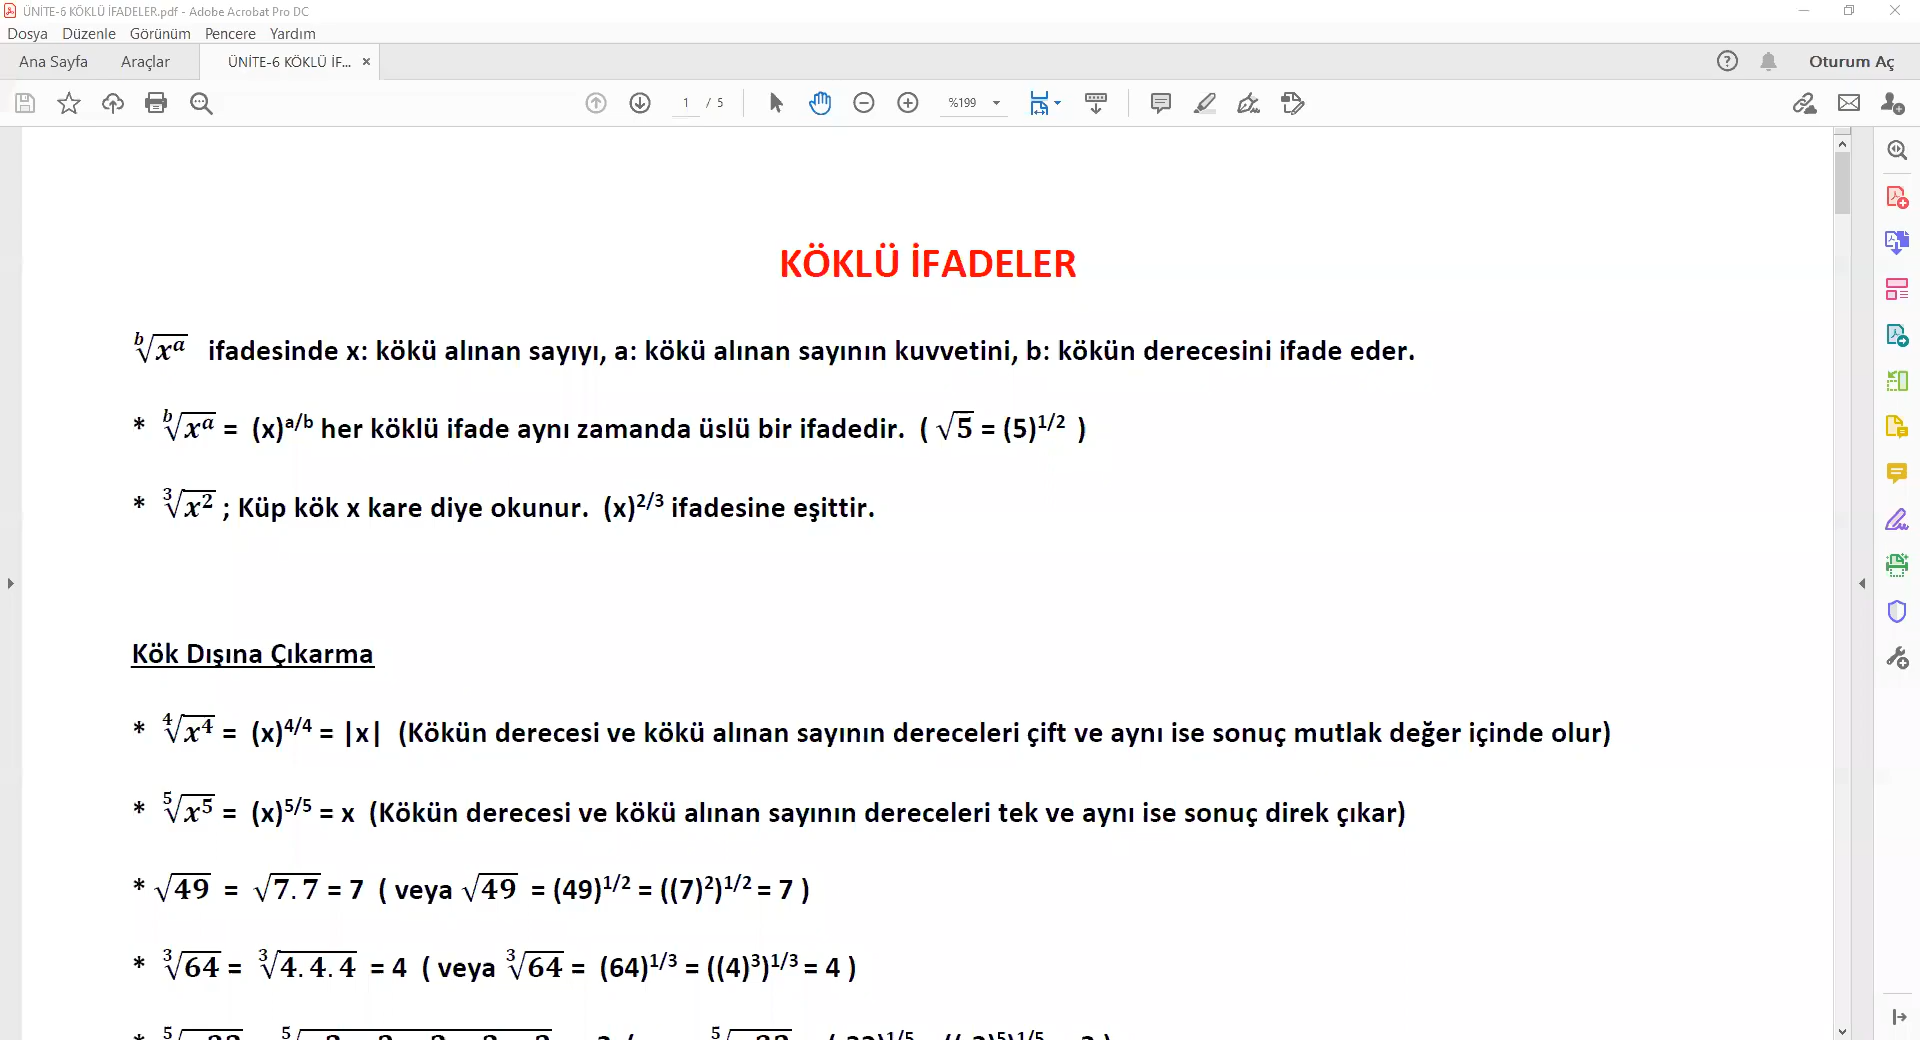 ÜNİTE-6 KÖKLÜ İFADELER.pdf - Adobe Acrobat Pro DC
Dosya Düzenle Görünüm Pencere Yardım
Ana Sayfa Araçlar ÜNİTE-6 KÖKLÜ İF... × Oturum Aç
1 / 5 %199
KÖKLÜ İFADELER
ᵇ√xᵃ ifadesinde x: kökü alınan sayıyı, a: kökü alınan sayının kuvvetini, b: kökün derecesini ifade eder.
* ᵇ√xᵃ = (x)ᵃ/ᵇ her köklü ifade aynı zamanda üslü bir ifadedir. ( √5 = (5)¹/² )
* ³√x² ; Küp kök x kare diye okunur. (x)²/³ ifadesine eşittir.
Kök Dışına Çıkarma
* ⁴√x⁴ = (x)⁴/⁴ = |x| (Kökün derecesi ve kökü alınan sayının dereceleri çift ve aynı ise sonuç mutlak değer içinde olur)
* ⁵√x⁵ = (x)⁵/⁵ = x (Kökün derecesi ve kökü alınan sayının dereceleri tek ve aynı ise sonuç direk çıkar)
* √49 = √7.7 = 7 ( veya √49 = (49)¹/² = ((7)²)¹/² = 7 )
* ³√64 = ³√4.4.4 = 4 ( veya ³√64 = (64)¹/³ = ((4)³)¹/³ = 4 )